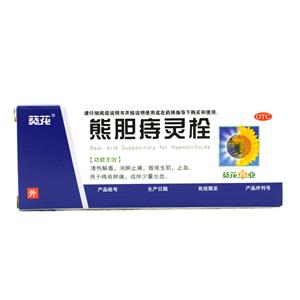 葵花
请仔细阅读说明书并按说明使用或在药师指导下购买和使用。
熊胆痔灵栓
OTC
Bear-bile Suppository for Haemorrhoids
【功能主治】
清热解毒，消肿止痛，敛疮生肌，止血。
用于痔疮肿痛，或伴少量出血。
葵花药业
外
产品批号 生产日期 有效期至 产品序列号